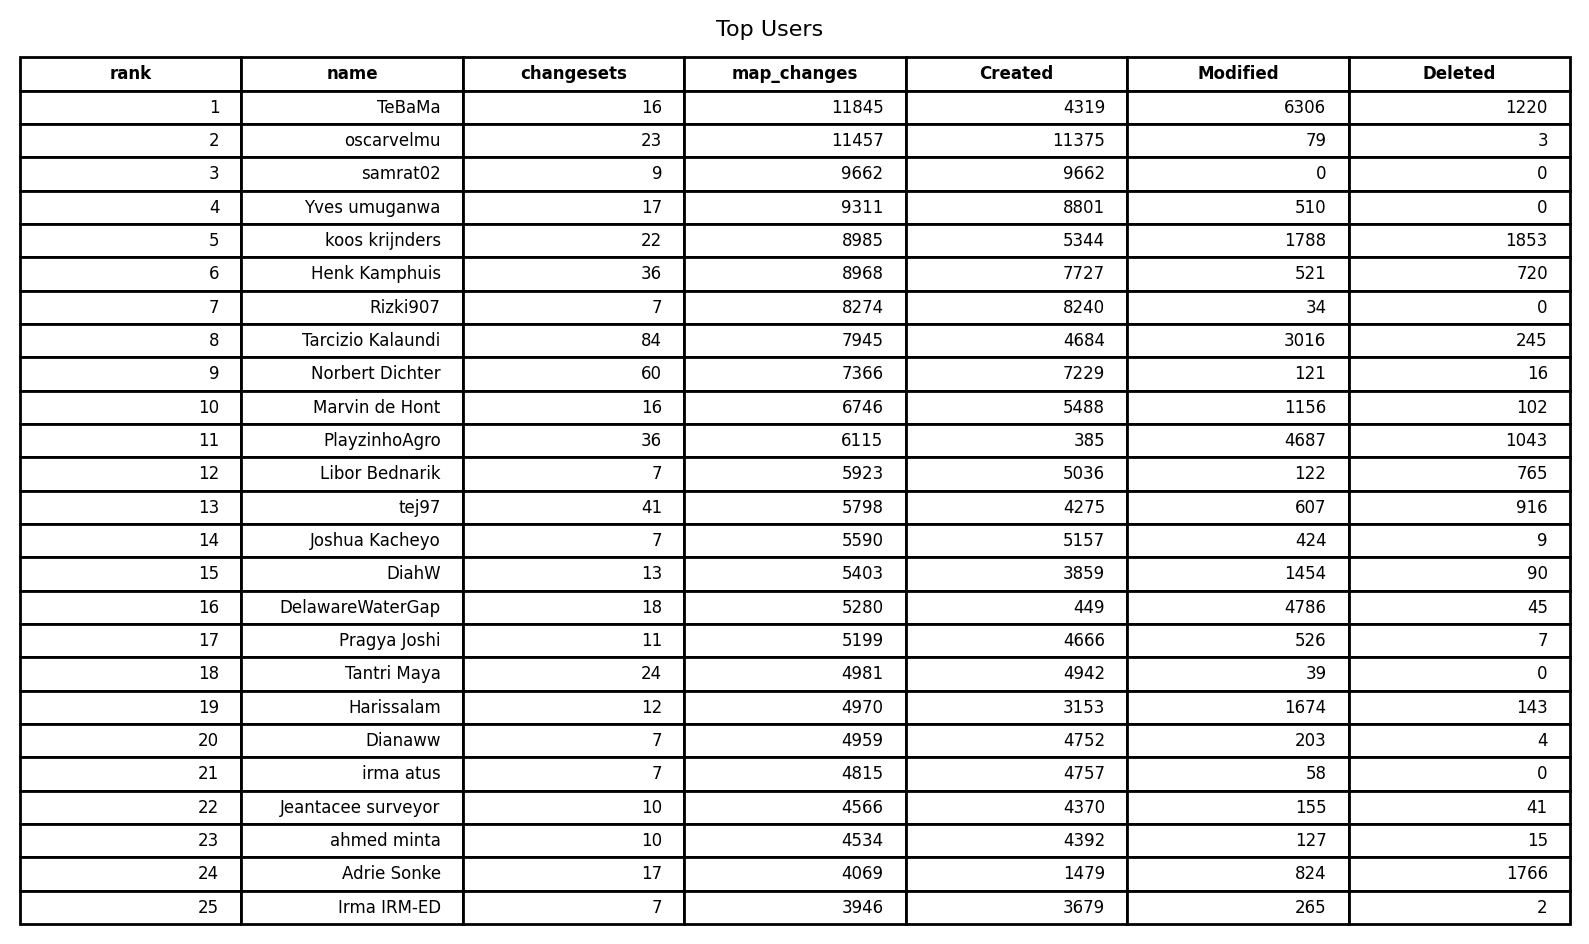 Top Users
rank name changesets map_changes Created Modified Deleted
1 TeBaMa 16 11845 4319 6306 1220
2 oscarvelmu 23 11457 11375 79 3
3 samrat02 9 9662 9662 0 0
4 Yves umuganwa 17 9311 8801 510 0
5 koos krijnders 22 8985 5344 1788 1853
6 Henk Kamphuis 36 8968 7727 521 720
7 Rizki907 7 8274 8240 34 0
8 Tarcizio Kalaundi 84 7945 4684 3016 245
9 Norbert Dichter 60 7366 7229 121 16
10 Marvin de Hont 16 6746 5488 1156 102
11 PlayzinhoAgro 36 6115 385 4687 1043
12 Libor Bednarik 7 5923 5036 122 765
13 tej97 41 5798 4275 607 916
14 Joshua Kacheyo 7 5590 5157 424 9
15 DiahW 13 5403 3859 1454 90
16 DelawareWaterGap 18 5280 449 4786 45
17 Pragya Joshi 11 5199 4666 526 7
18 Tantri Maya 24 4981 4942 39 0
19 Harissalam 12 4970 3153 1674 143
20 Dianaww 7 4959 4752 203 4
21 irma atus 7 4815 4757 58 0
22 Jeantacee surveyor 10 4566 4370 155 41
23 ahmed minta 10 4534 4392 127 15
24 Adrie Sonke 17 4069 1479 824 1766
25 Irma IRM-ED 7 3946 3679 265 2